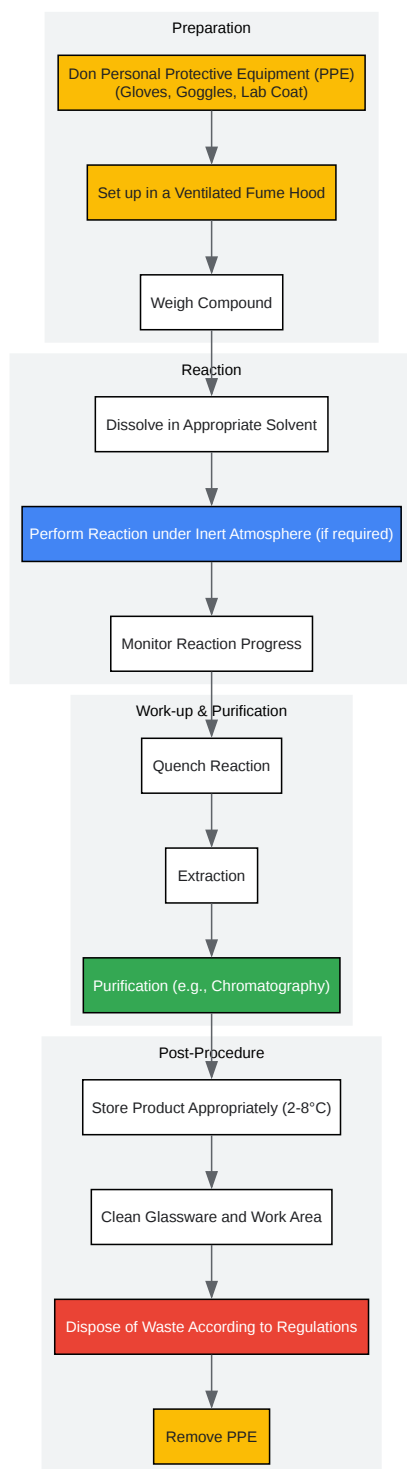 Preparation
Don Personal Protective Equipment (PPE)
(Gloves, Goggles, Lab Coat)
Set up in a Ventilated Fume Hood
Weigh Compound
Reaction
Dissolve in Appropriate Solvent
Perform Reaction under Inert Atmosphere (if required)
Monitor Reaction Progress
Work-up & Purification
Quench Reaction
Extraction
Purification (e.g., Chromatography)
Post-Procedure
Store Product Appropriately (2-8°C)
Clean Glassware and Work Area
Dispose of Waste According to Regulations
Remove PPE